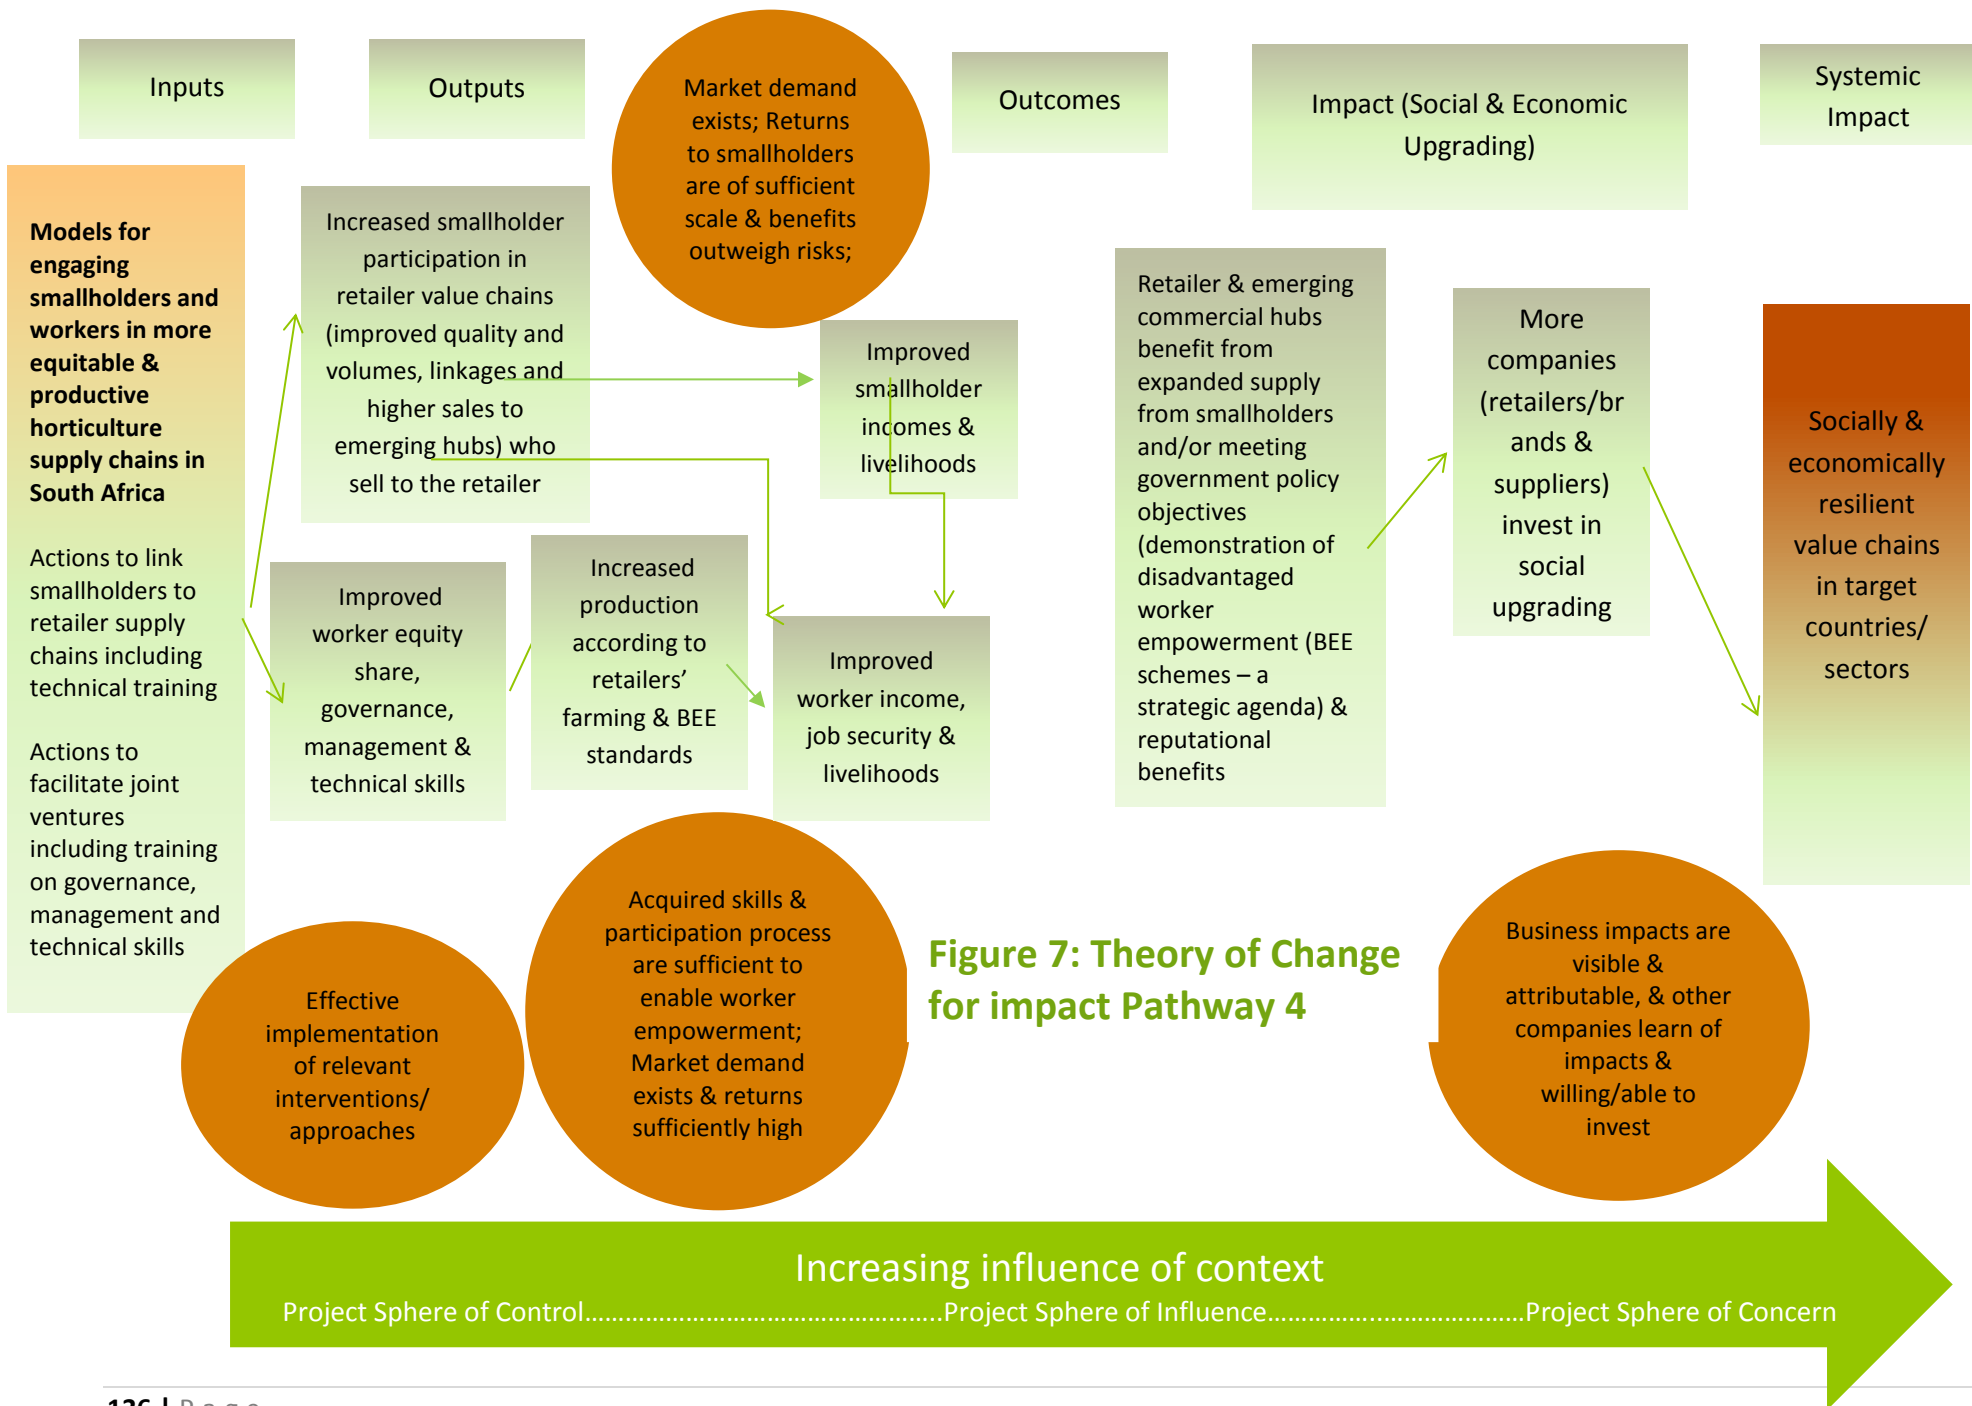 Inputs
Outputs
Market demand
exists; Returns
to smallholders
are of sufficient
scale & benefits
outweigh risks;
Outcomes
Impact (Social & Economic
Upgrading)
Systemic
Impact
Models for
engaging
smallholders and
workers in more
equitable &
productive
horticulture
supply chains in
South Africa
Actions to link
smallholders to
retailer supply
chains including
technical training
Actions to
facilitate joint
ventures
including training
on governance,
management and
technical skills
Increased smallholder
participation in
retailer value chains
(improved quality and
volumes, linkages and
higher sales to
emerging hubs) who
sell to the retailer
Improved
worker equity
share,
governance,
management &
technical skills
Increased
production
according to
retailers’
farming & BEE
standards
Improved
smallholder
incomes &
livelihoods
Improved
worker income,
job security &
livelihoods
Retailer & emerging
commercial hubs
benefit from
expanded supply
from smallholders
and/or meeting
government policy
objectives
(demonstration of
disadvantaged
worker
empowerment (BEE
schemes – a
strategic agenda) &
reputational
benefits
More
companies
(retailers/br
ands &
suppliers)
invest in
social
upgrading
Socially &
economically
resilient
value chains
in target
countries/
sectors
Effective
implementation
of relevant
interventions/
approaches
Acquired skills &
participation process
are sufficient to
enable worker
empowerment;
Market demand
exists & returns
sufficiently high
Figure 7: Theory of Change
for impact Pathway 4
Business impacts are
visible &
attributable, & other
companies learn of
impacts &
willing/able to
invest
Increasing influence of context
Project Sphere of Control……………………………………………..Project Sphere of Influence……………..…………………Project Sphere of Concern
126 | P a g e